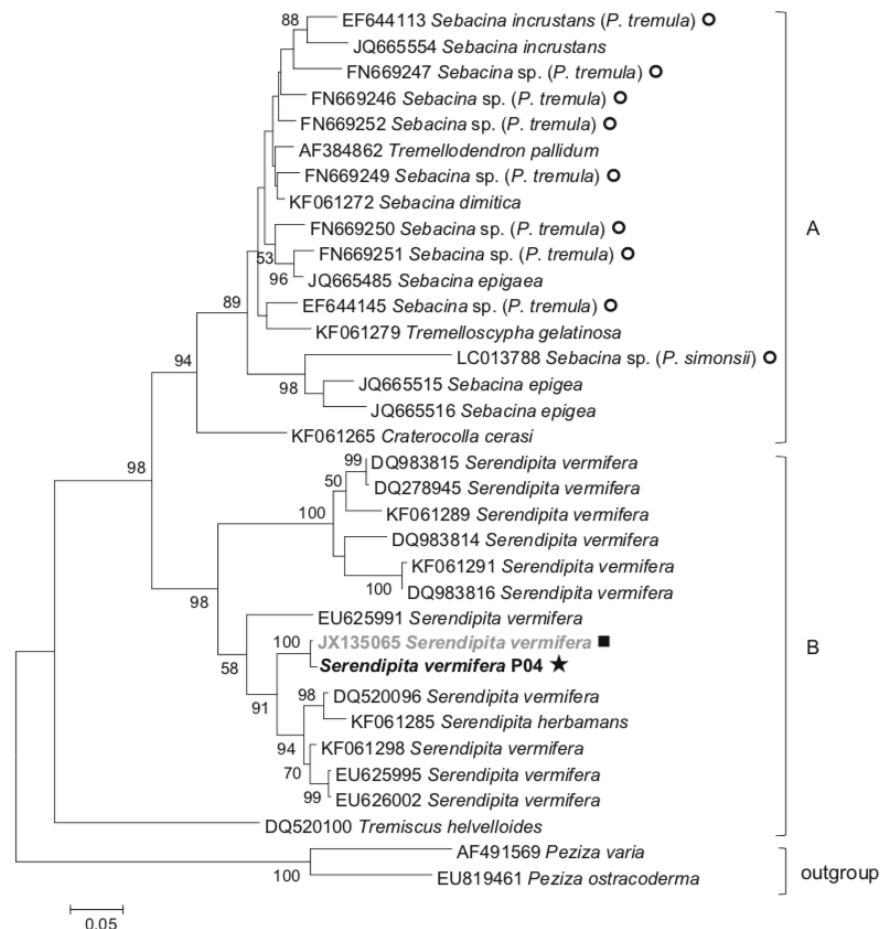 88
EF644113 Sebacina incrustans (P. tremula)
JQ665554 Sebacina incrustans
FN669247 Sebacina sp. (P. tremula)
FN669246 Sebacina sp. (P. tremula)
FN669252 Sebacina sp. (P. tremula)
AF384862 Tremellodendron pallidum
FN669249 Sebacina sp. (P. tremula)
KF061272 Sebacina dimitica
FN669250 Sebacina sp. (P. tremula)
A
53
FN669251 Sebacina sp. (P. tremula)
96
JQ665485 Sebacina epigaea
89
EF644145 Sebacina sp. (P. tremula)
KF061279 Tremelloscypha gelatinosa
94
LC013788 Sebacina sp. (P. simonsii)
98
JQ665515 Sebacina epigea
JQ665516 Sebacina epigea
KF061265 Craterocolla cerasi
98
99
DQ983815 Serendipita vermifera
50
DQ278945 Serendipita vermifera
100
KF061289 Serendipita vermifera
DQ983814 Serendipita vermifera
KF061291 Serendipita vermifera
100
DQ983816 Serendipita vermifera
98
EU625991 Serendipita vermifera
100
JX135065 Serendipita vermifera
B
58
Serendipita vermifera P04
91
98
DQ520096 Serendipita vermifera
KF061285 Serendipita herbamans
94
KF061298 Serendipita vermifera
70
EU625995 Serendipita vermifera
99
EU626002 Serendipita vermifera
DQ520100 Tremiscus helvelloides
AF491569 Peziza varia
100
EU819461 Peziza ostracoderma
outgroup
0.05